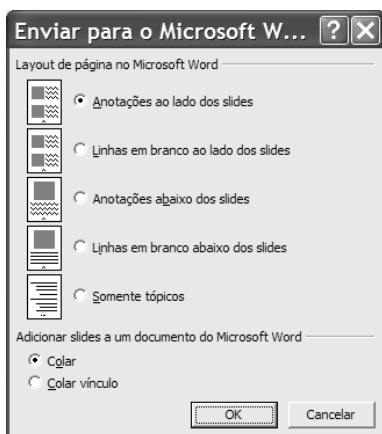 Enviar para o Microsoft W...
Layout de página no Microsoft Word
Anotações ao lado dos slides
Linhas em branco ao lado dos slides
Anotações abaixo dos slides
Linhas em branco abaixo dos slides
Somente tópicos
Adicionar slides a um documento do Microsoft Word
Colar
Colar vínculo
OK Cancelar